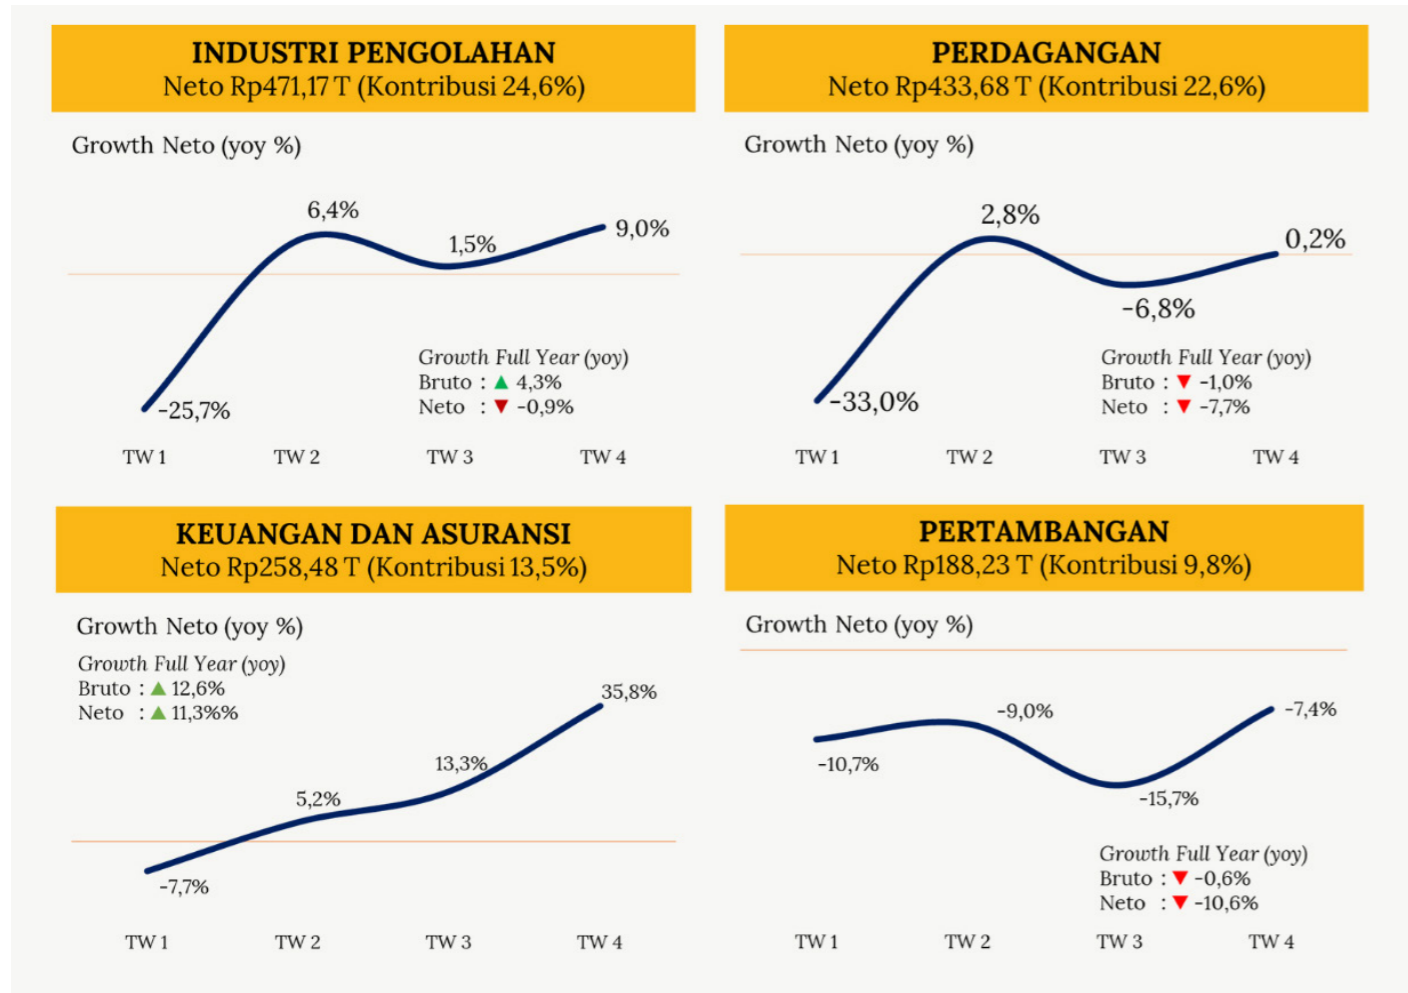 INDUSTRI PENGOLAHAN
Neto Rp471,17 T (Kontribusi 24,6%)
Growth Neto (yoy %)
6,4%
1,5%
9,0%
-25,7%
Growth Full Year (yoy)
Bruto : ▲ 4,3%
Neto : ▼ -0,9%
TW 1 TW 2 TW 3 TW 4
PERDAGANGAN
Neto Rp433,68 T (Kontribusi 22,6%)
Growth Neto (yoy %)
2,8%
0,2%
-6,8%
-33,0%
Growth Full Year (yoy)
Bruto : ▼ -1,0%
Neto : ▼ -7,7%
TW 1 TW 2 TW 3 TW 4
KEUANGAN DAN ASURANSI
Neto Rp258,48 T (Kontribusi 13,5%)
Growth Neto (yoy %)
Growth Full Year (yoy)
Bruto : ▲ 12,6%
Neto : ▲ 11,3%%
35,8%
13,3%
5,2%
-7,7%
TW 1 TW 2 TW 3 TW 4
PERTAMBANGAN
Neto Rp188,23 T (Kontribusi 9,8%)
Growth Neto (yoy %)
-9,0%
-7,4%
-10,7%
-15,7%
Growth Full Year (yoy)
Bruto : ▼ -0,6%
Neto : ▼ -10,6%
TW 1 TW 2 TW 3 TW 4